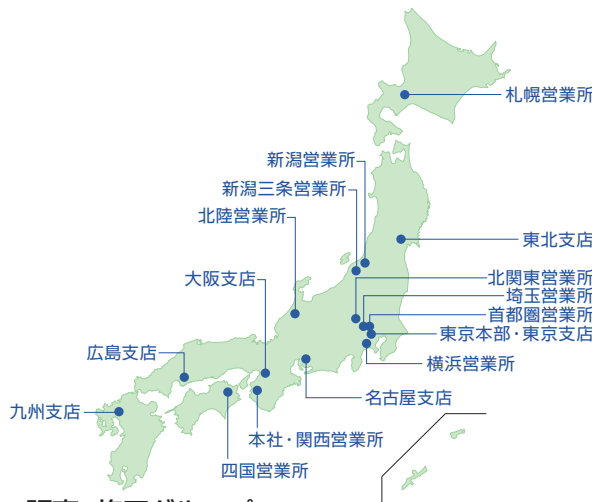 札幌営業所
新潟営業所
新潟三条営業所
北陸営業所
東北支店
大阪支店
北関東営業所
埼玉営業所
首都圏営業所
東京本部・東京支店
広島支店
横浜営業所
名古屋支店
九州支店
本社・関西営業所
四国営業所